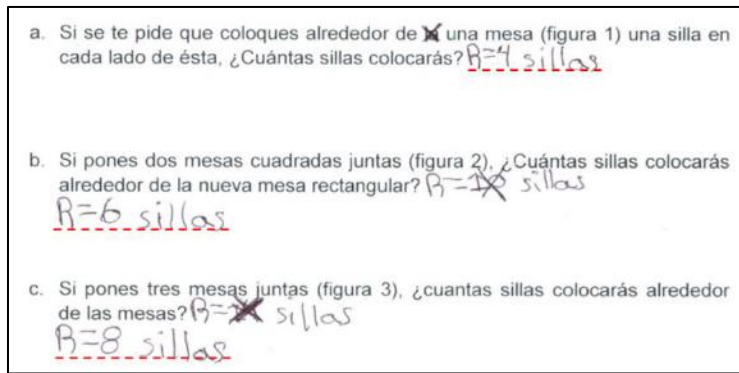 a. Si se te pide que coloques alrededor de una mesa (figura 1) una silla en
cada lado de ésta, ¿Cuántas sillas colocarás? R=4 sillas
b. Si pones dos mesas cuadradas juntas (figura 2), ¿Cuántas sillas colocarás
alrededor de la nueva mesa rectangular? R= sillas
R=6 sillas
c. Si pones tres mesas juntas (figura 3), ¿cuantas sillas colocarás alrededor
de las mesas? R= sillas
R=8 sillas